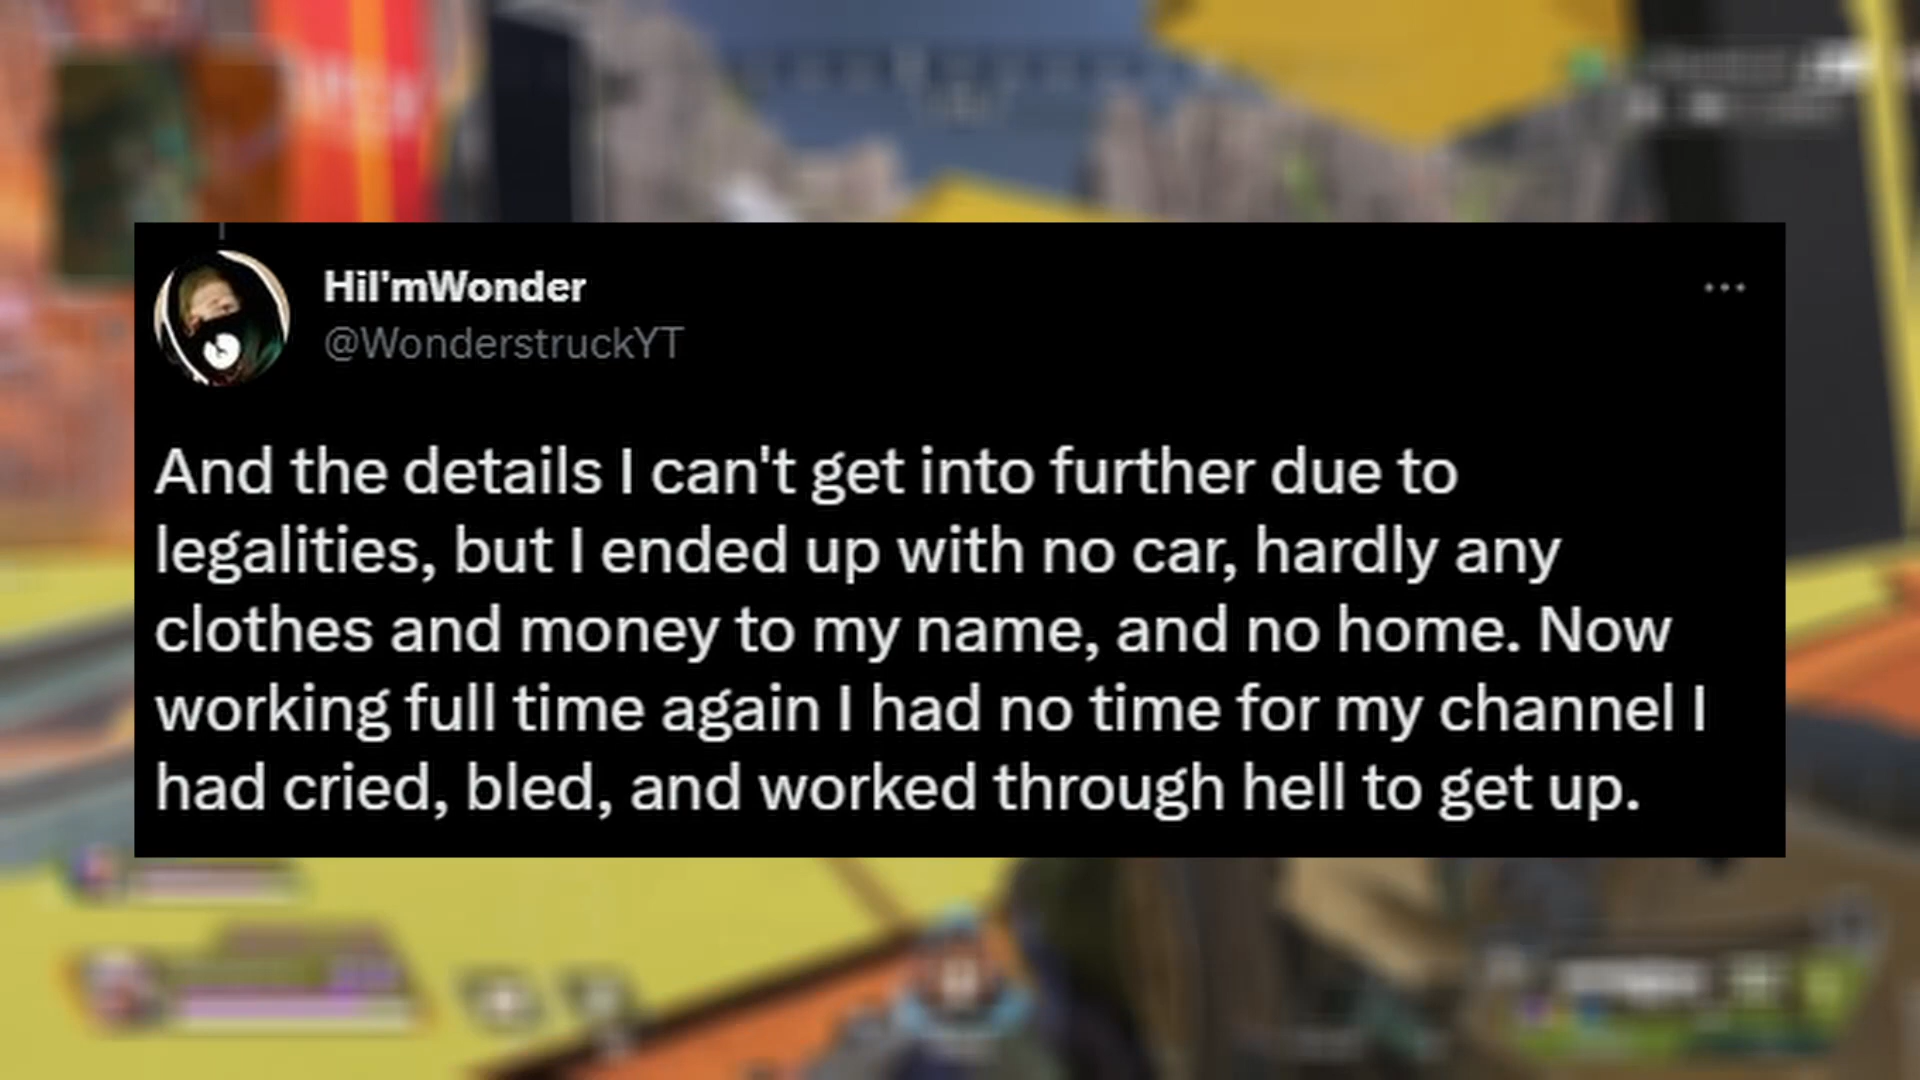 HiI'mWonder
@WonderstruckYT
And the details I can't get into further due to
legalities, but I ended up with no car, hardly any
clothes and money to my name, and no home. Now
working full time again I had no time for my channel I
had cried, bled, and worked through hell to get up.